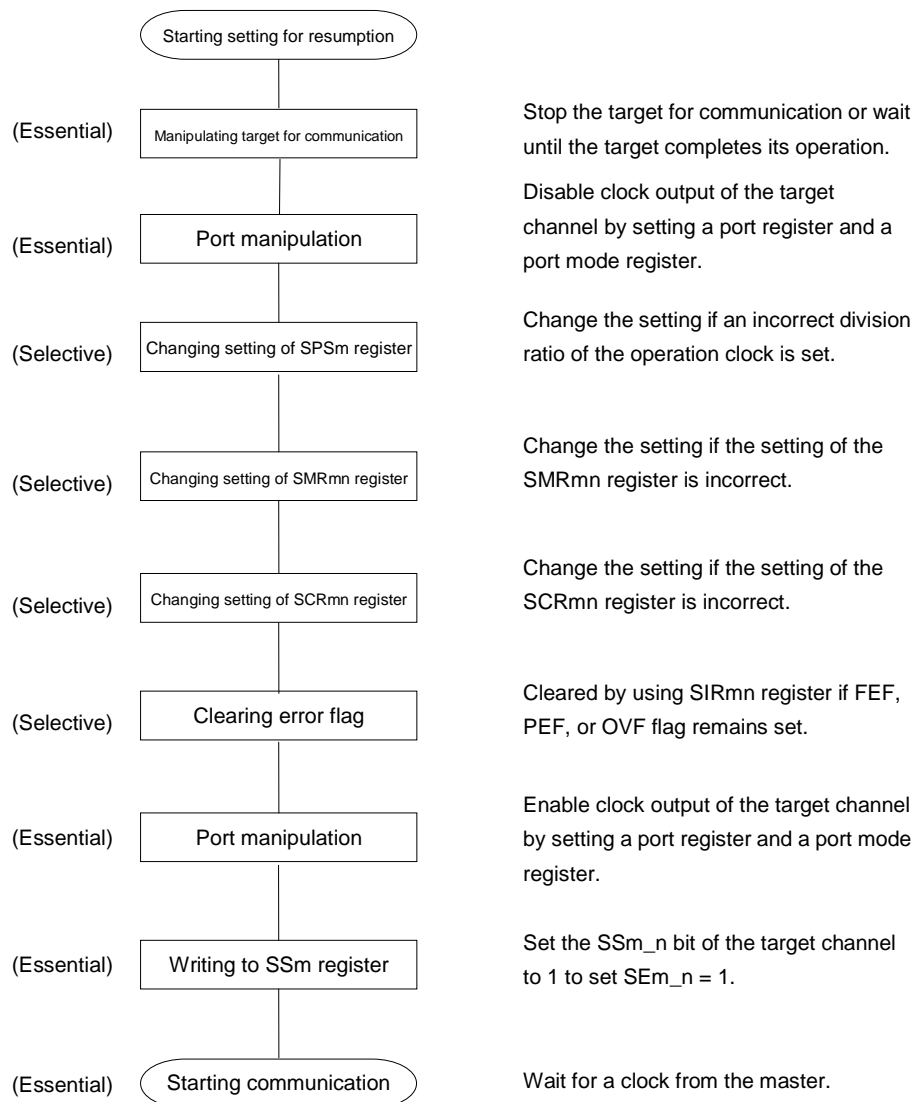 Starting setting for resumption
(Essential)
Manipulating target for communication
Stop the target for communication or wait
until the target completes its operation.
(Essential)
Port manipulation
Disable clock output of the target
channel by setting a port register and a
port mode register.
(Selective)
Changing setting of SPSm register
Change the setting if an incorrect division
ratio of the operation clock is set.
(Selective)
Changing setting of SMRmn register
Change the setting if the setting of the
SMRmn register is incorrect.
(Selective)
Changing setting of SCRmn register
Change the setting if the setting of the
SCRmn register is incorrect.
(Selective)
Clearing error flag
Cleared by using SIRmn register if FEF,
PEF, or OVF flag remains set.
(Essential)
Port manipulation
Enable clock output of the target channel
by setting a port register and a port mode
register.
(Essential)
Writing to SSm register
Set the SSm_n bit of the target channel
to 1 to set SEm_n = 1.
(Essential)
Starting communication
Wait for a clock from the master.